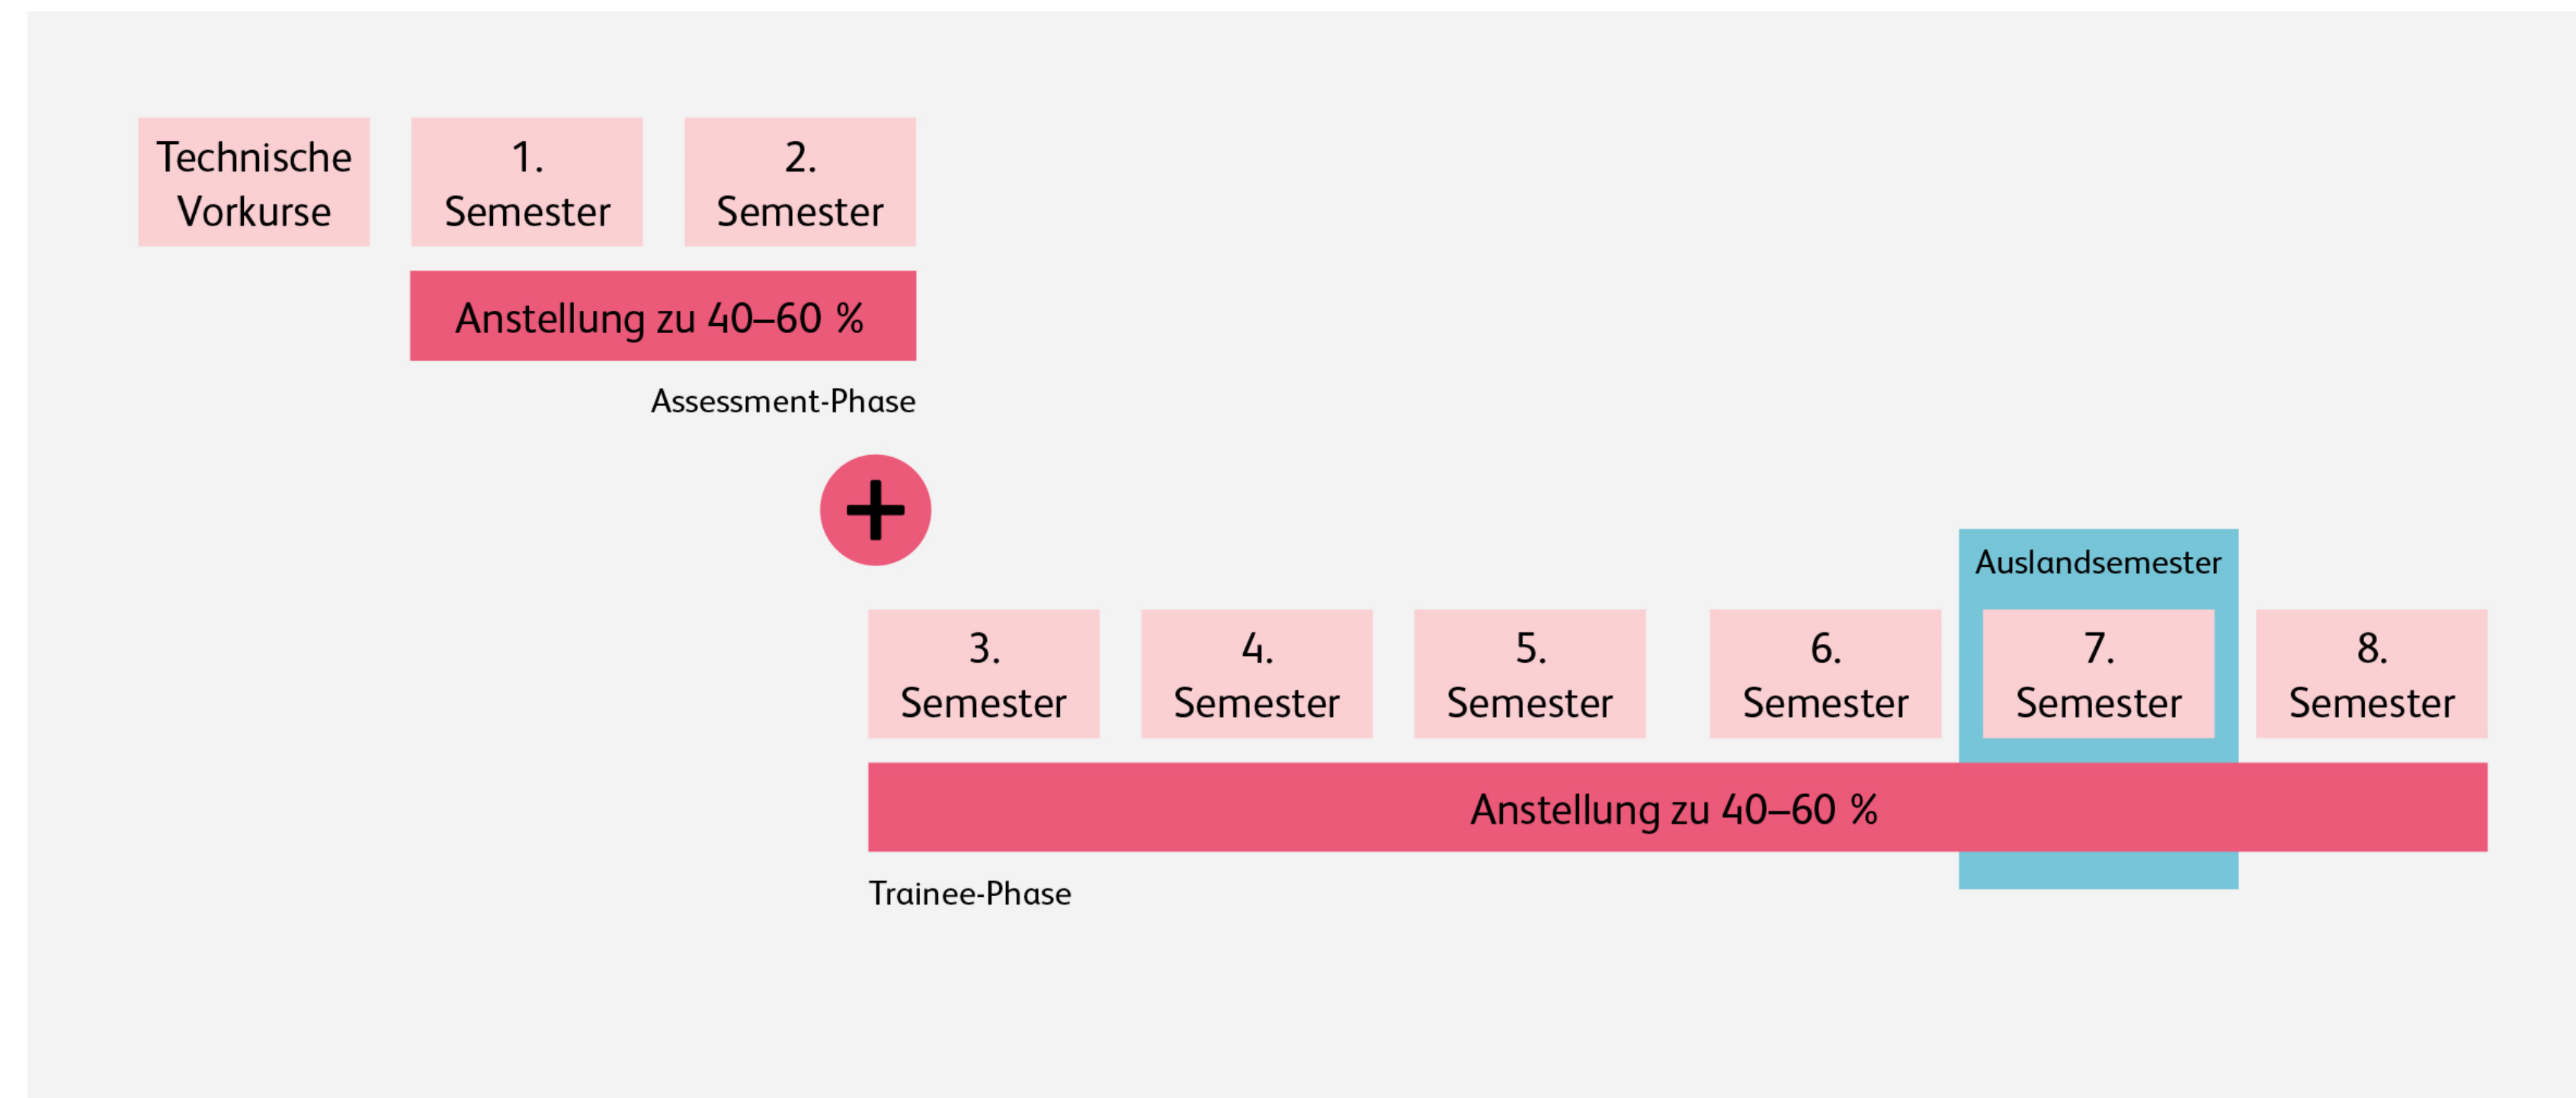 Technische
Vorkurse
1.
Semester
2.
Semester
Anstellung zu 40–60 %
Assessment-Phase
+
Auslandsemester
3.
Semester
4.
Semester
5.
Semester
6.
Semester
7.
Semester
8.
Semester
Anstellung zu 40–60 %
Trainee-Phase